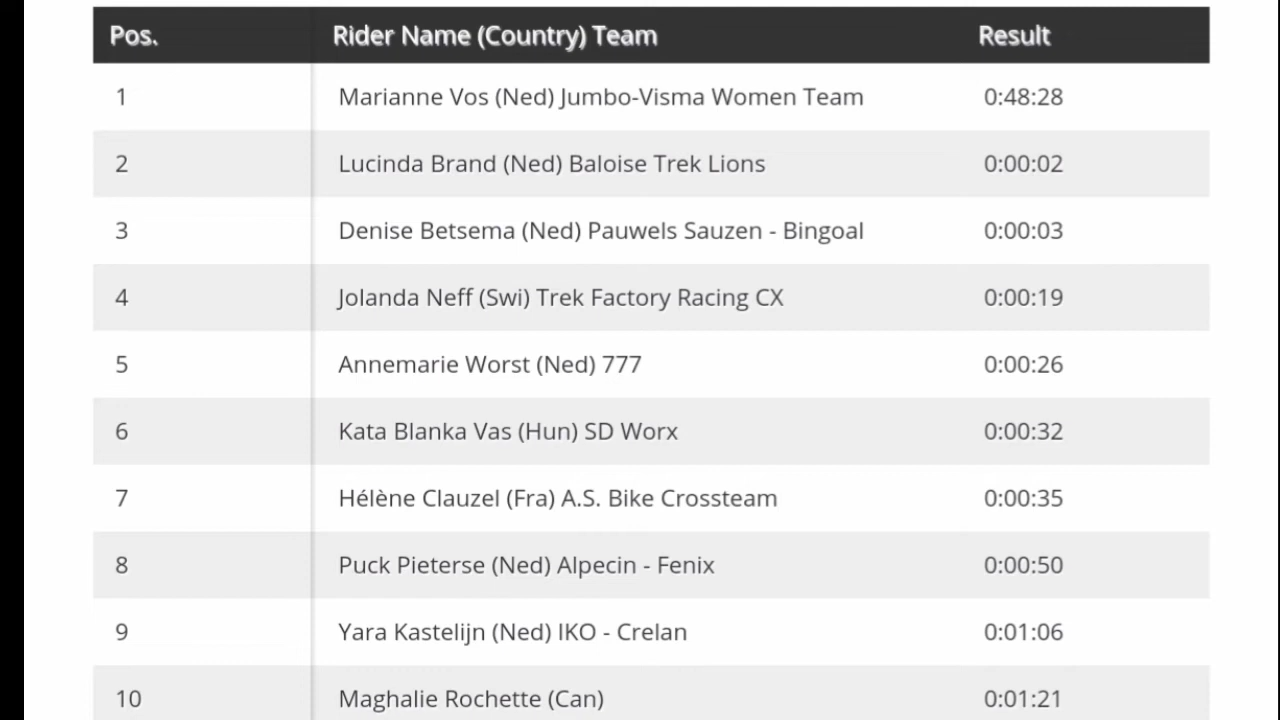 Pos. Rider Name (Country) Team Result
1 Marianne Vos (Ned) Jumbo-Visma Women Team 0:48:28
2 Lucinda Brand (Ned) Baloise Trek Lions 0:00:02
3 Denise Betsema (Ned) Pauwels Sauzen - Bingoal 0:00:03
4 Jolanda Neff (Swi) Trek Factory Racing CX 0:00:19
5 Annemarie Worst (Ned) 777 0:00:26
6 Kata Blanka Vas (Hun) SD Worx 0:00:32
7 Hélène Clauzel (Fra) A.S. Bike Crossteam 0:00:35
8 Puck Pieterse (Ned) Alpecin - Fenix 0:00:50
9 Yara Kastelijn (Ned) IKO - Crelan 0:01:06
10 Maghalie Rochette (Can) 0:01:21